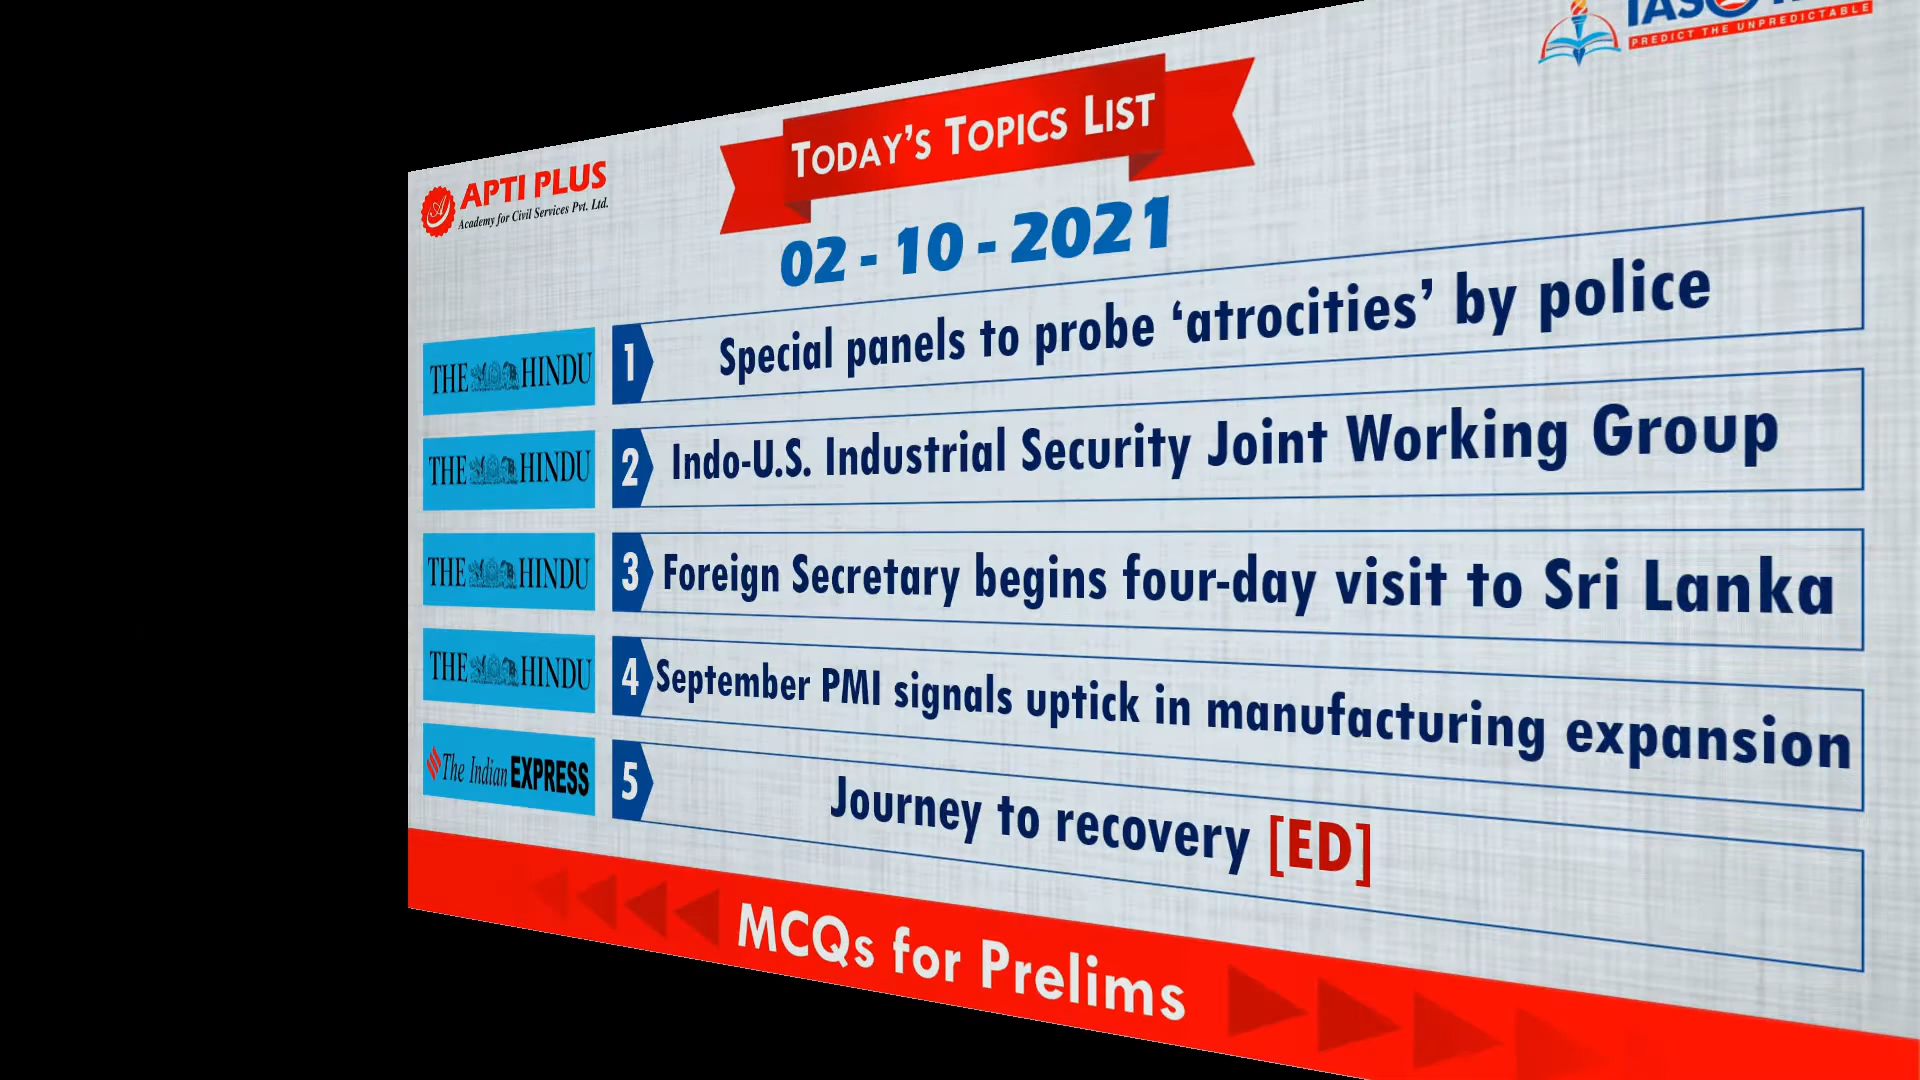 PREDICT THE UNPREDICTABLE
TODAY'S TOPICS LIST
APTI PLUS
Academy for Civil Services Pvt. Ltd.
02 - 10 - 2021
THE HINDU 1 Special panels to probe ‘atrocities’ by police
THE HINDU 2 Indo-U.S. Industrial Security Joint Working Group
THE HINDU 3 Foreign Secretary begins four-day visit to Sri Lanka
THE HINDU 4 September PMI signals uptick in manufacturing expansion
The Indian EXPRESS 5 Journey to recovery [ED]
MCQs for Prelims